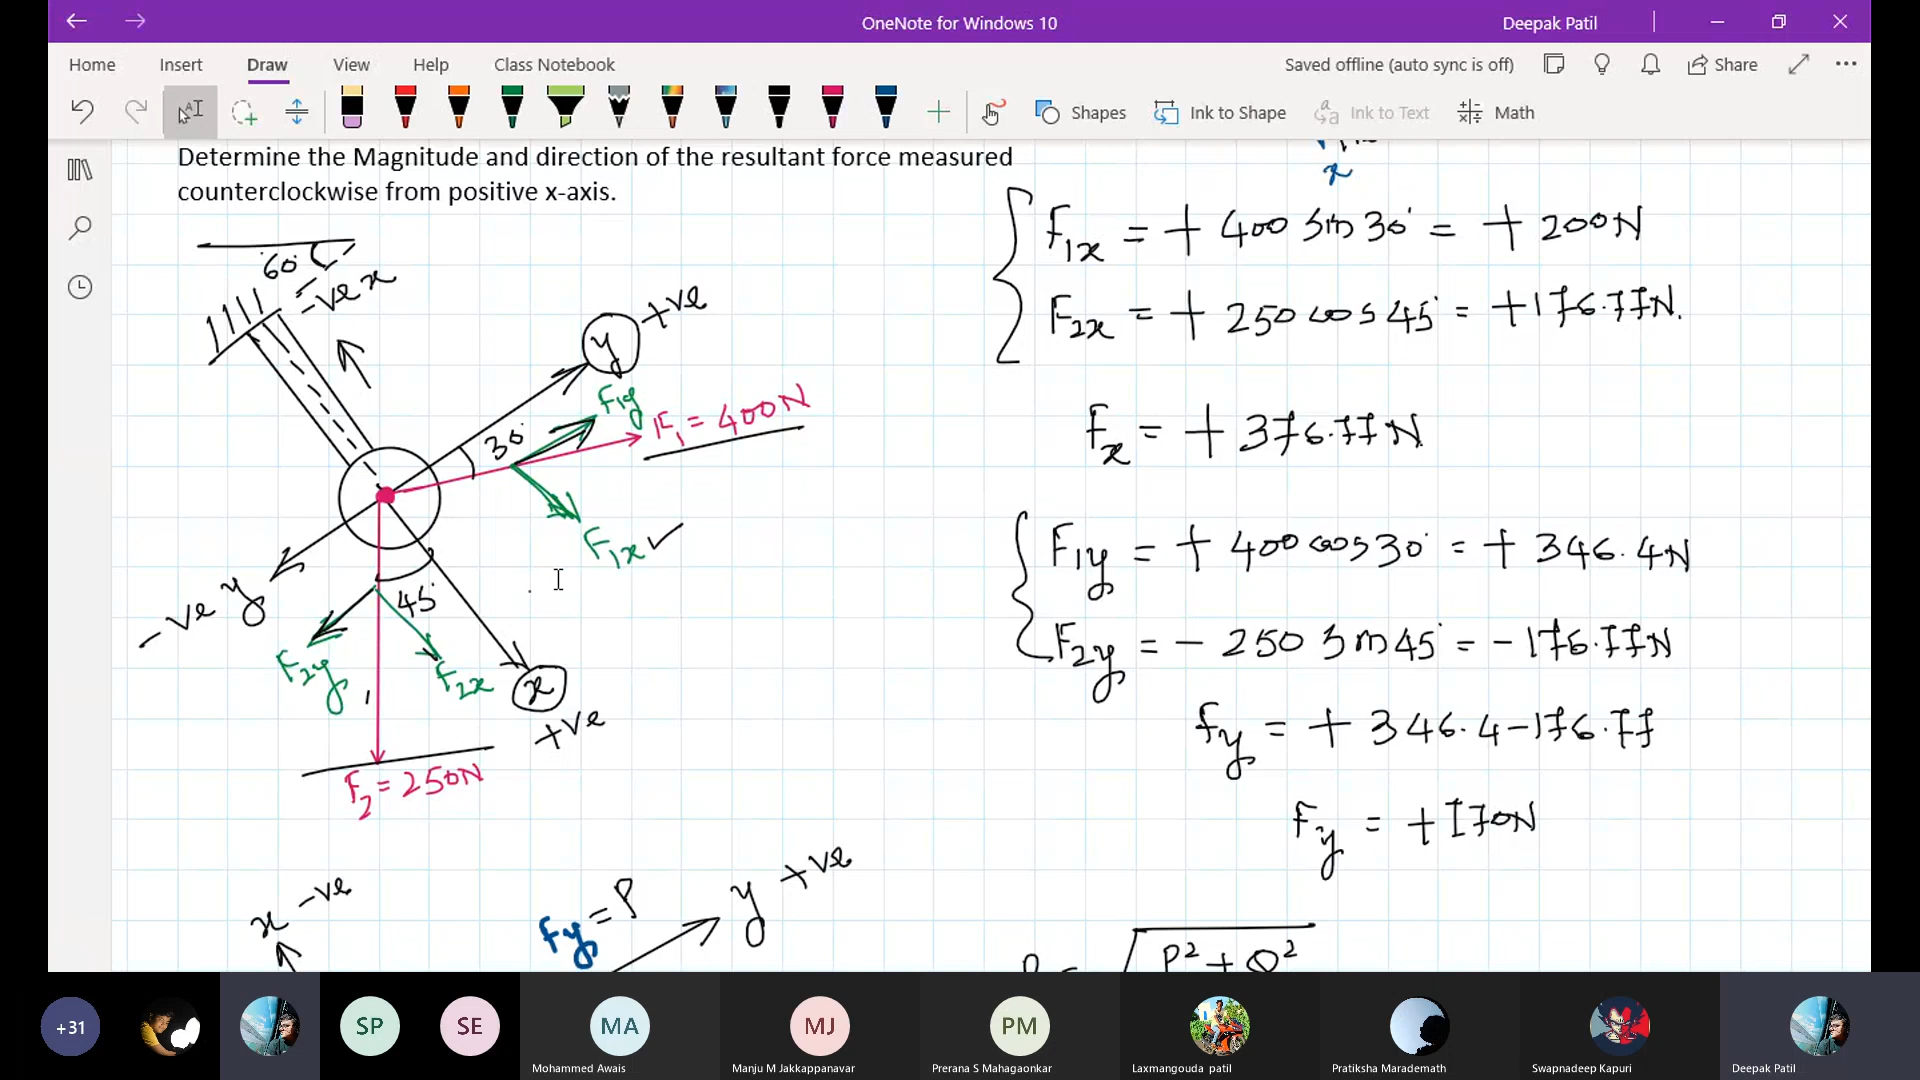 OneNote for Windows 10
Deepak Patil
Home Insert Draw View Help Class Notebook
Saved offline (auto sync is off)
Share
Shapes
Ink to Shape
Ink to Text
Math
Determine the Magnitude and direction of the resultant force measured
counterclockwise from positive x-axis.
x
60°
-ve x
y +ve
F1y
30°
F1 = 400N
F1x ✓
-ve y
45°
F2y
F2x
x
+ve
F2 = 250N
x -ve
Fy = P
y +ve
F1x = + 400 sin 30° = + 200N
F2x = + 250 cos 45° = +176.77N.
Fx = + 376.77N
F1y = + 400 cos 30° = + 346.4N
F2y = - 250 sin 45° = -176.77N
Fy = + 346.4-176.77
Fy = +170N
P² + Q²
+31
SP
SE
MA
Mohammed Awais
MJ
Manju M Jakkappanavar
PM
Prerana S Mahagaonkar
Laxmangouda patil
Pratiksha Marademath
Swapnadeep Kapuri
Deepak Patil